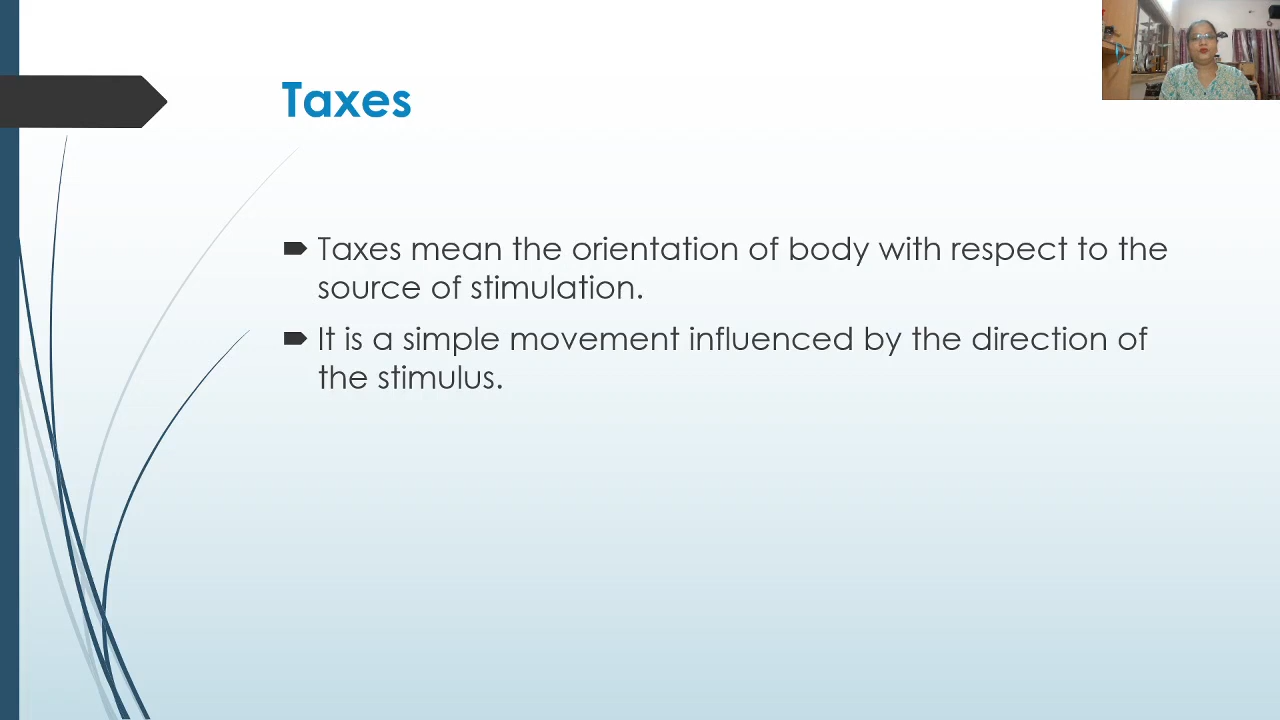 Taxes
Taxes mean the orientation of body with respect to the
source of stimulation.
It is a simple movement influenced by the direction of
the stimulus.